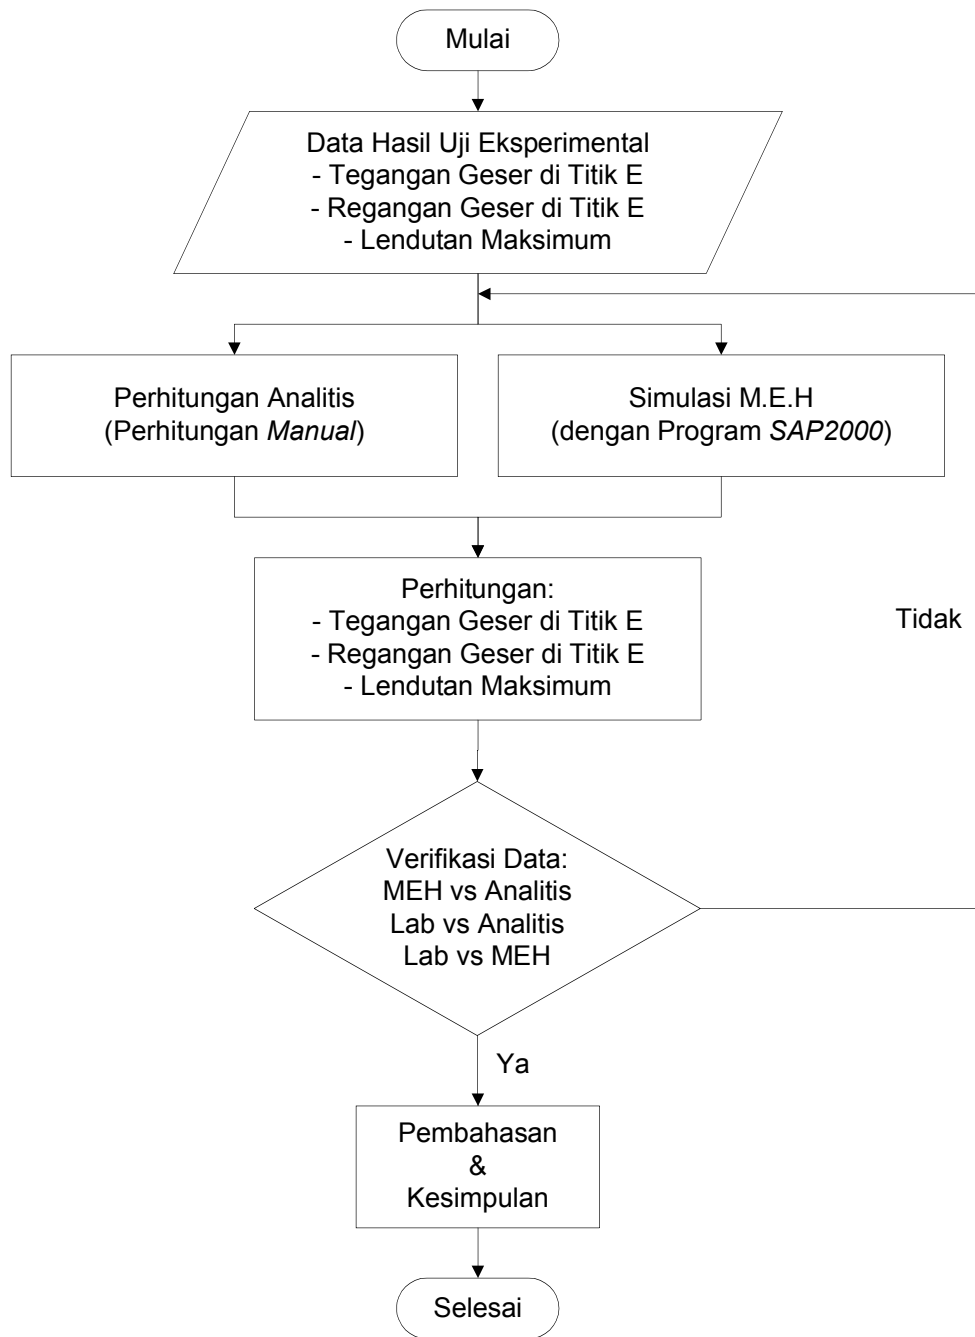 Mulai
Data Hasil Uji Eksperimental
- Tegangan Geser di Titik E
- Regangan Geser di Titik E
- Lendutan Maksimum
Perhitungan Analitis
(Perhitungan Manual)
Simulasi M.E.H
(dengan Program SAP2000)
Perhitungan:
- Tegangan Geser di Titik E
- Regangan Geser di Titik E
- Lendutan Maksimum
Tidak
Verifikasi Data:
MEH vs Analitis
Lab vs Analitis
Lab vs MEH
Ya
Pembahasan
&
Kesimpulan
Selesai